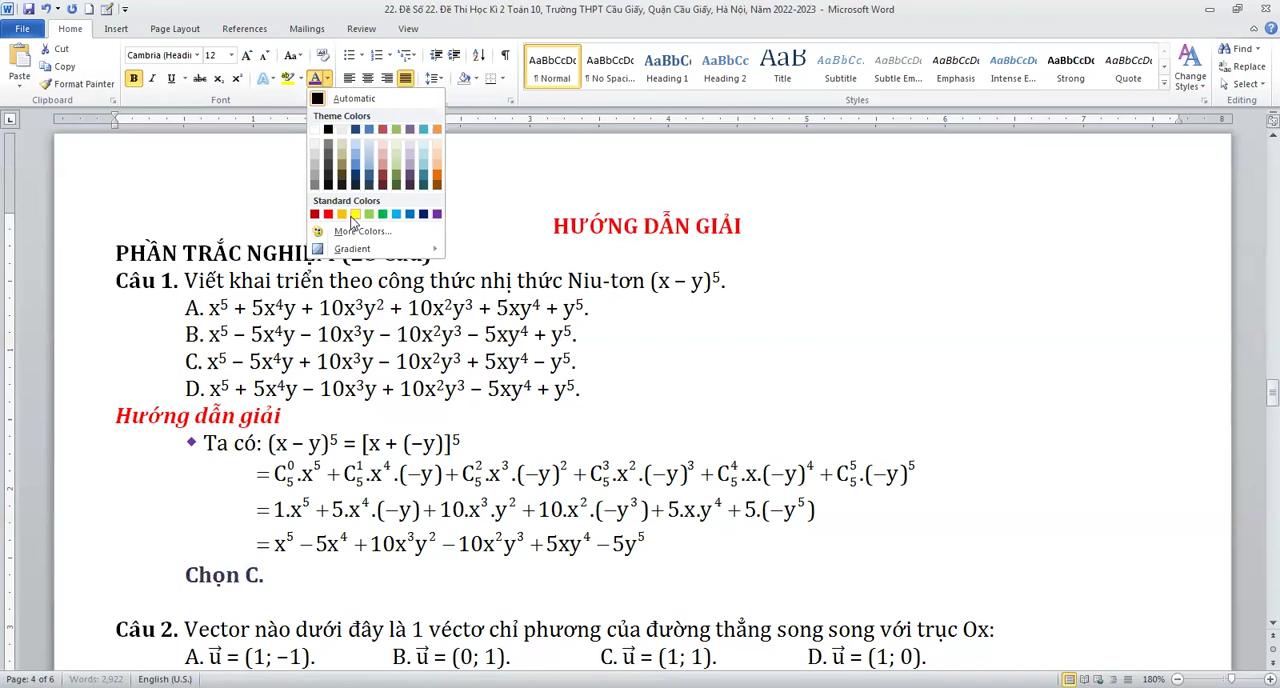 22. Đề Số 22. Đề Thi Học Kì 2 Toán 10, Trường THPT Cầu Giấy, Quận Cầu Giấy, Hà Nội, Năm 2022-2023 - Microsoft Word
File Home Insert Page Layout References Mailings Review View
Cut
Copy
Format Painter
Paste
Clipboard
Cambria (Headi 12
Font
AaBbCcDc AaBbCcDc AaBbCc AaBbCc AaB AaBbCc. AaBbCcDc AaBbCcDc AaBbCcDc AaBbCcDc AaBbCcDc
¶ Normal ¶ No Spaci... Heading 1 Heading 2 Title Subtitle Subtle Em... Emphasis Intense E... Strong Quote
Styles
Change Styles
Find
Replace
Select
Editing
Automatic
Theme Colors
Standard Colors
More Colors...
Gradient
1 3 4 5 6 7 8
HƯỚNG DẪN GIẢI
PHẦN TRẮC NGHIỆ
Câu 1. Viết khai triển theo công thức nhị thức Niu-tơn (x – y)⁵.
A. x⁵ + 5x⁴y + 10x³y² + 10x²y³ + 5xy⁴ + y⁵.
B. x⁵ – 5x⁴y – 10x³y – 10x²y³ – 5xy⁴ + y⁵.
C. x⁵ – 5x⁴y + 10x³y – 10x²y³ + 5xy⁴ – y⁵.
D. x⁵ + 5x⁴y – 10x³y + 10x²y³ – 5xy⁴ + y⁵.
Hướng dẫn giải
❖ Ta có: (x – y)⁵ = [x + (–y)]⁵
= C₅⁰.x⁵ + C₅¹.x⁴.(–y) + C₅².x³.(–y)² + C₅³.x².(–y)³ + C₅⁴.x.(–y)⁴ + C₅⁵.(–y)⁵
= 1.x⁵ + 5.x⁴.(–y) + 10.x³.y² + 10.x².(–y³) + 5.x.y⁴ + 5.(–y⁵)
= x⁵ – 5x⁴ + 10x³y² – 10x²y³ + 5xy⁴ – 5y⁵
Chọn C.
Câu 2. Vector nào dưới đây là 1 véctơ chỉ phương của đường thẳng song song với trục Ox:
A. u⃗ = (1; –1). B. u⃗ = (0; 1). C. u⃗ = (1; 1). D. u⃗ = (1; 0).
Page: 4 of 6 Words: 2,922 English (U.S.) 180%